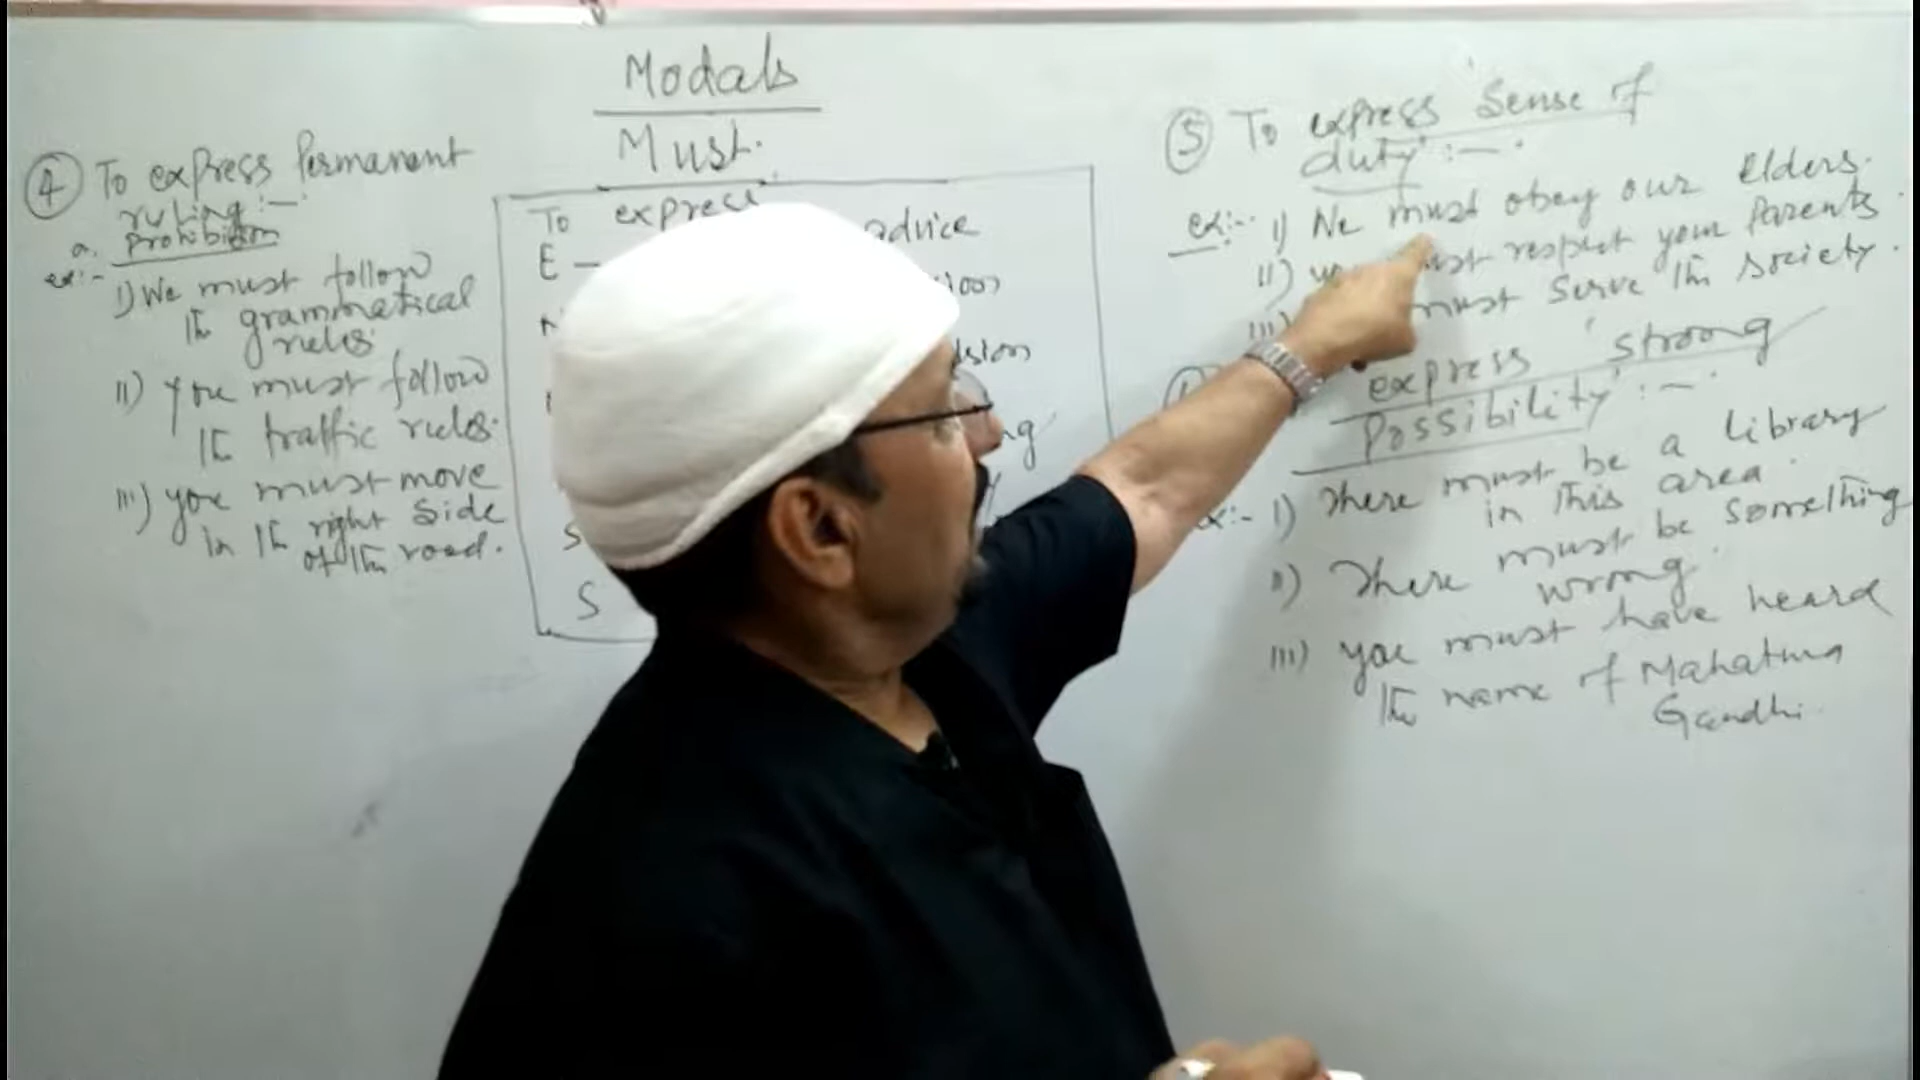 Modals
Must.
④ To express Permanent
ruling :—.
a. Prohibition
ex:-
i) We must follow
the grammatical
rules.
ii) you must follow
the traffic rules.
iii) you must move
in the right side
of the road.
To express
E — advice
S
S
⑤ To express 'Sense of
duty' :—.
ex:-. i) We must obey our Elders.
ii) must respect your Parents.
iii) must serve the society.
express 'strong
Possibility' :—.
ex:- i) There must be a library
in this area.
ii) There must be something
wrong.
iii) you must have heard
the name of Mahatma
Gandhi.